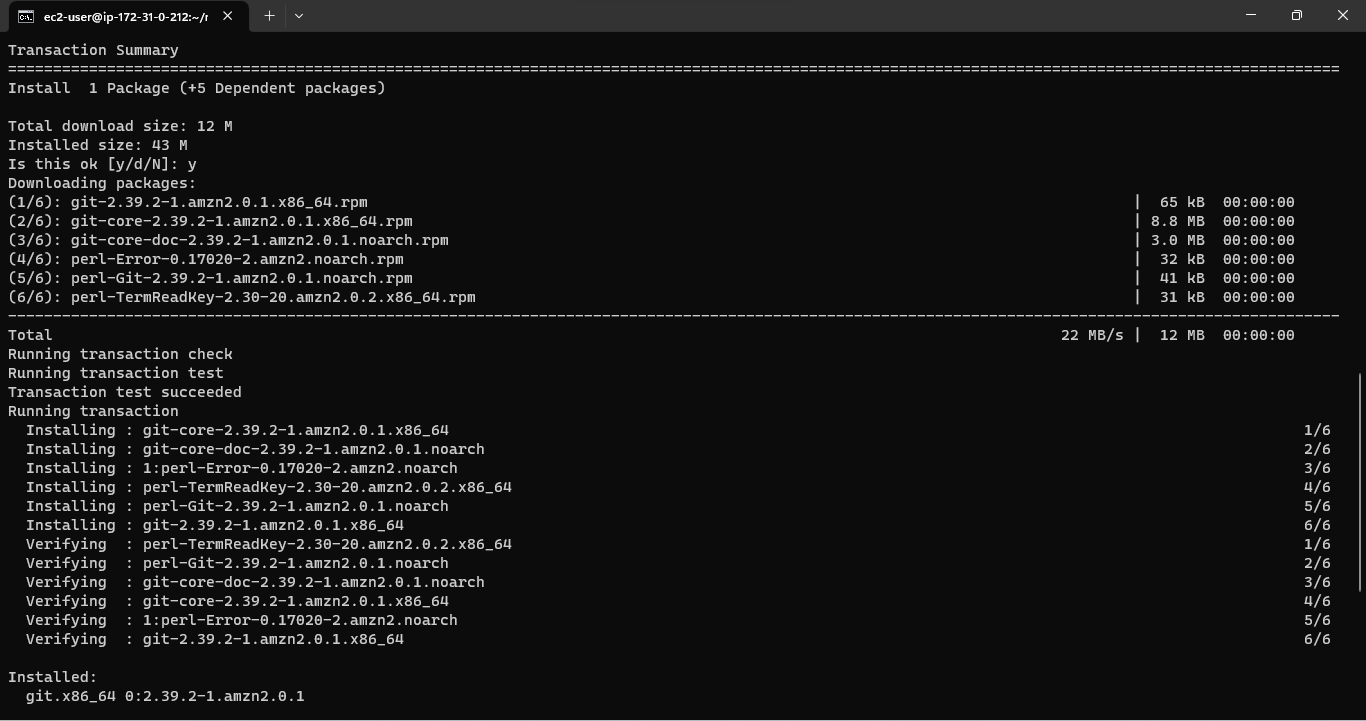 ec2-user@ip-172-31-0-212:~/r
Transaction Summary
====================================================================================================================================================
Install  1 Package (+5 Dependent packages)
Total download size: 12 M
Installed size: 43 M
Is this ok [y/d/N]: y
Downloading packages:
(1/6): git-2.39.2-1.amzn2.0.1.x86_64.rpm | 65 kB 00:00:00
(2/6): git-core-2.39.2-1.amzn2.0.1.x86_64.rpm | 8.8 MB 00:00:00
(3/6): git-core-doc-2.39.2-1.amzn2.0.1.noarch.rpm | 3.0 MB 00:00:00
(4/6): perl-Error-0.17020-2.amzn2.noarch.rpm | 32 kB 00:00:00
(5/6): perl-Git-2.39.2-1.amzn2.0.1.noarch.rpm | 41 kB 00:00:00
(6/6): perl-TermReadKey-2.30-20.amzn2.0.2.x86_64.rpm | 31 kB 00:00:00
----------------------------------------------------------------------------------------------------------------------------------------------------
Total 22 MB/s | 12 MB 00:00:00
Running transaction check
Running transaction test
Transaction test succeeded
Running transaction
Installing : git-core-2.39.2-1.amzn2.0.1.x86_64 1/6
Installing : git-core-doc-2.39.2-1.amzn2.0.1.noarch 2/6
Installing : 1:perl-Error-0.17020-2.amzn2.noarch 3/6
Installing : perl-TermReadKey-2.30-20.amzn2.0.2.x86_64 4/6
Installing : perl-Git-2.39.2-1.amzn2.0.1.noarch 5/6
Installing : git-2.39.2-1.amzn2.0.1.x86_64 6/6
Verifying : perl-TermReadKey-2.30-20.amzn2.0.2.x86_64 1/6
Verifying : perl-Git-2.39.2-1.amzn2.0.1.noarch 2/6
Verifying : git-core-doc-2.39.2-1.amzn2.0.1.noarch 3/6
Verifying : git-core-2.39.2-1.amzn2.0.1.x86_64 4/6
Verifying : 1:perl-Error-0.17020-2.amzn2.noarch 5/6
Verifying : git-2.39.2-1.amzn2.0.1.x86_64 6/6
Installed:
git.x86_64 0:2.39.2-1.amzn2.0.1